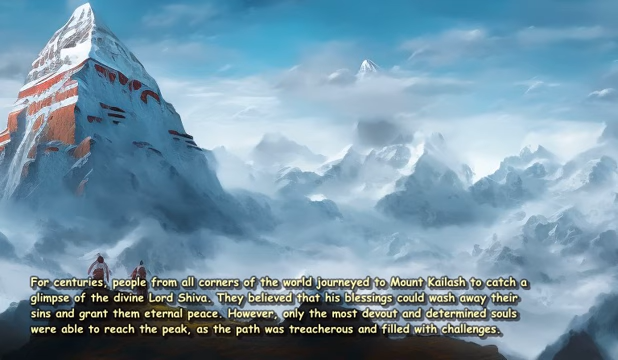 For centuries, people from all corners of the world journeyed to Mount Kailash to catch a
glimpse of the divine Lord Shiva. They believed that his blessings could wash away their
sins and grant them eternal peace. However, only the most devout and determined souls
were able to reach the peak, as the path was treacherous and filled with challenges.